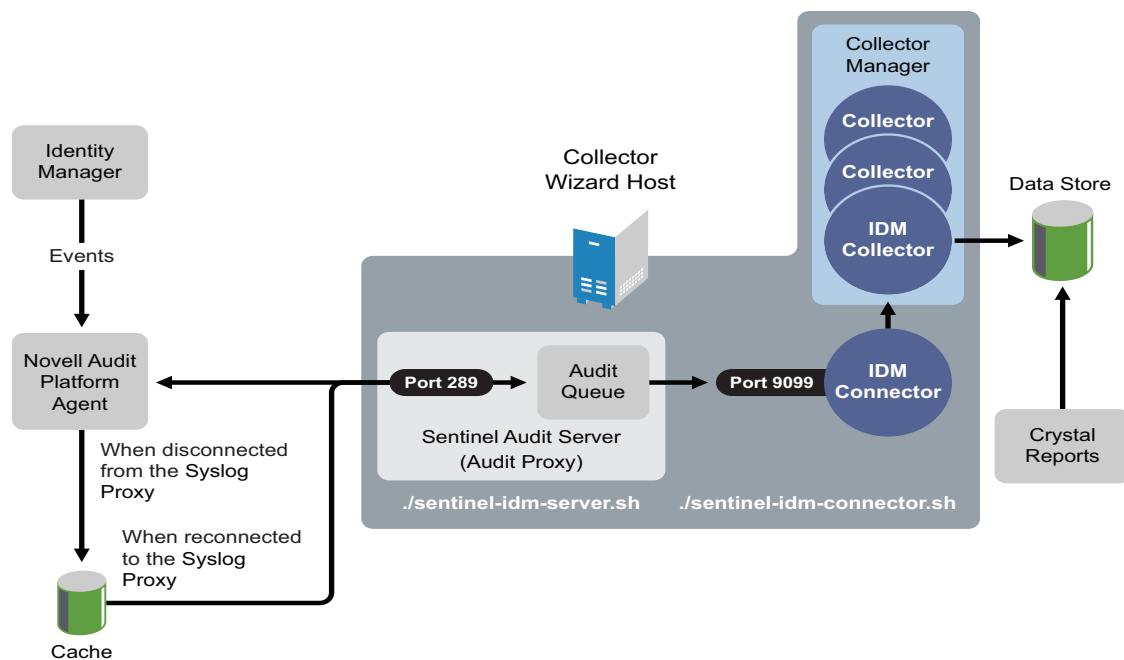 Identity
Manager
Events
Novell Audit
Platform
Agent
When disconnected
from the Syslog
Proxy
When reconnected
to the Syslog
Proxy
Cache
Collector
Wizard Host
Port 289
Audit
Queue
Sentinel Audit Server
(Audit Proxy)
./sentinel-idm-server.sh
Port 9099
IDM
Connector
./sentinel-idm-connector.sh
Collector
Manager
Collector
Collector
IDM
Collector
Data Store
Crystal
Reports